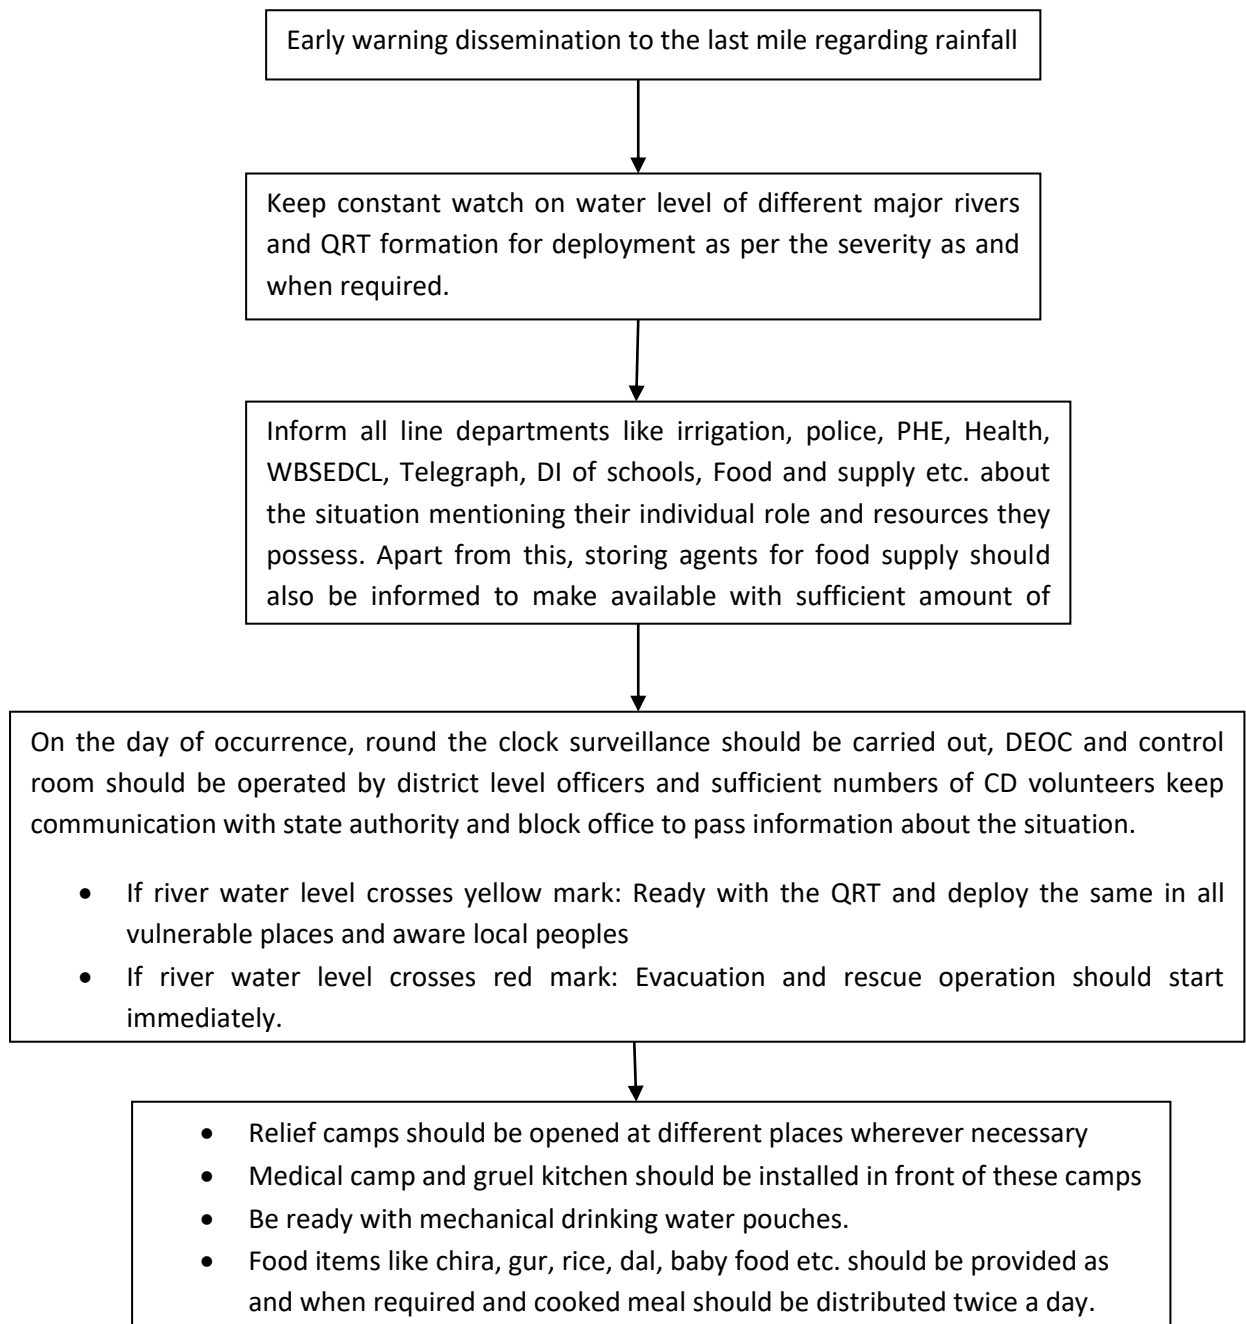 Early warning dissemination to the last mile regarding rainfall
Keep constant watch on water level of different major rivers
and QRT formation for deployment as per the severity as and
when required.
Inform all line departments like irrigation, police, PHE, Health,
WBSEDCL, Telegraph, DI of schools, Food and supply etc. about
the situation mentioning their individual role and resources they
possess. Apart from this, storing agents for food supply should
also be informed to make available with sufficient amount of
On the day of occurrence, round the clock surveillance should be carried out, DEOC and control
room should be operated by district level officers and sufficient numbers of CD volunteers keep
communication with state authority and block office to pass information about the situation.
• If river water level crosses yellow mark: Ready with the QRT and deploy the same in all
vulnerable places and aware local peoples
• If river water level crosses red mark: Evacuation and rescue operation should start
immediately.
• Relief camps should be opened at different places wherever necessary
• Medical camp and gruel kitchen should be installed in front of these camps
• Be ready with mechanical drinking water pouches.
• Food items like chira, gur, rice, dal, baby food etc. should be provided as
and when required and cooked meal should be distributed twice a day.